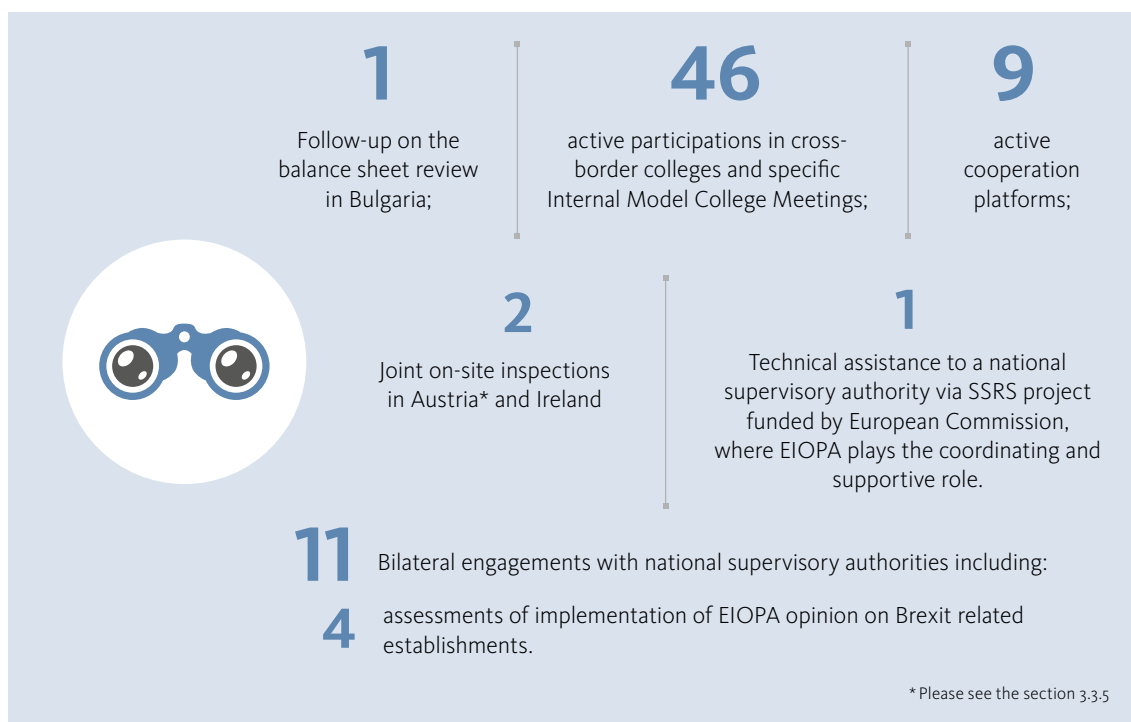 1
Follow-up on the
balance sheet review
in Bulgaria;
46
active participations in cross-
border colleges and specific
Internal Model College Meetings;
9
active
cooperation
platforms;
2
Joint on-site inspections
in Austria* and Ireland
1
Technical assistance to a national
supervisory authority via SSRS project
funded by European Commission,
where EIOPA plays the coordinating and
supportive role.
11 Bilateral engagements with national supervisory authorities including:
4 assessments of implementation of EIOPA opinion on Brexit related
establishments.
* Please see the section 3.3.5